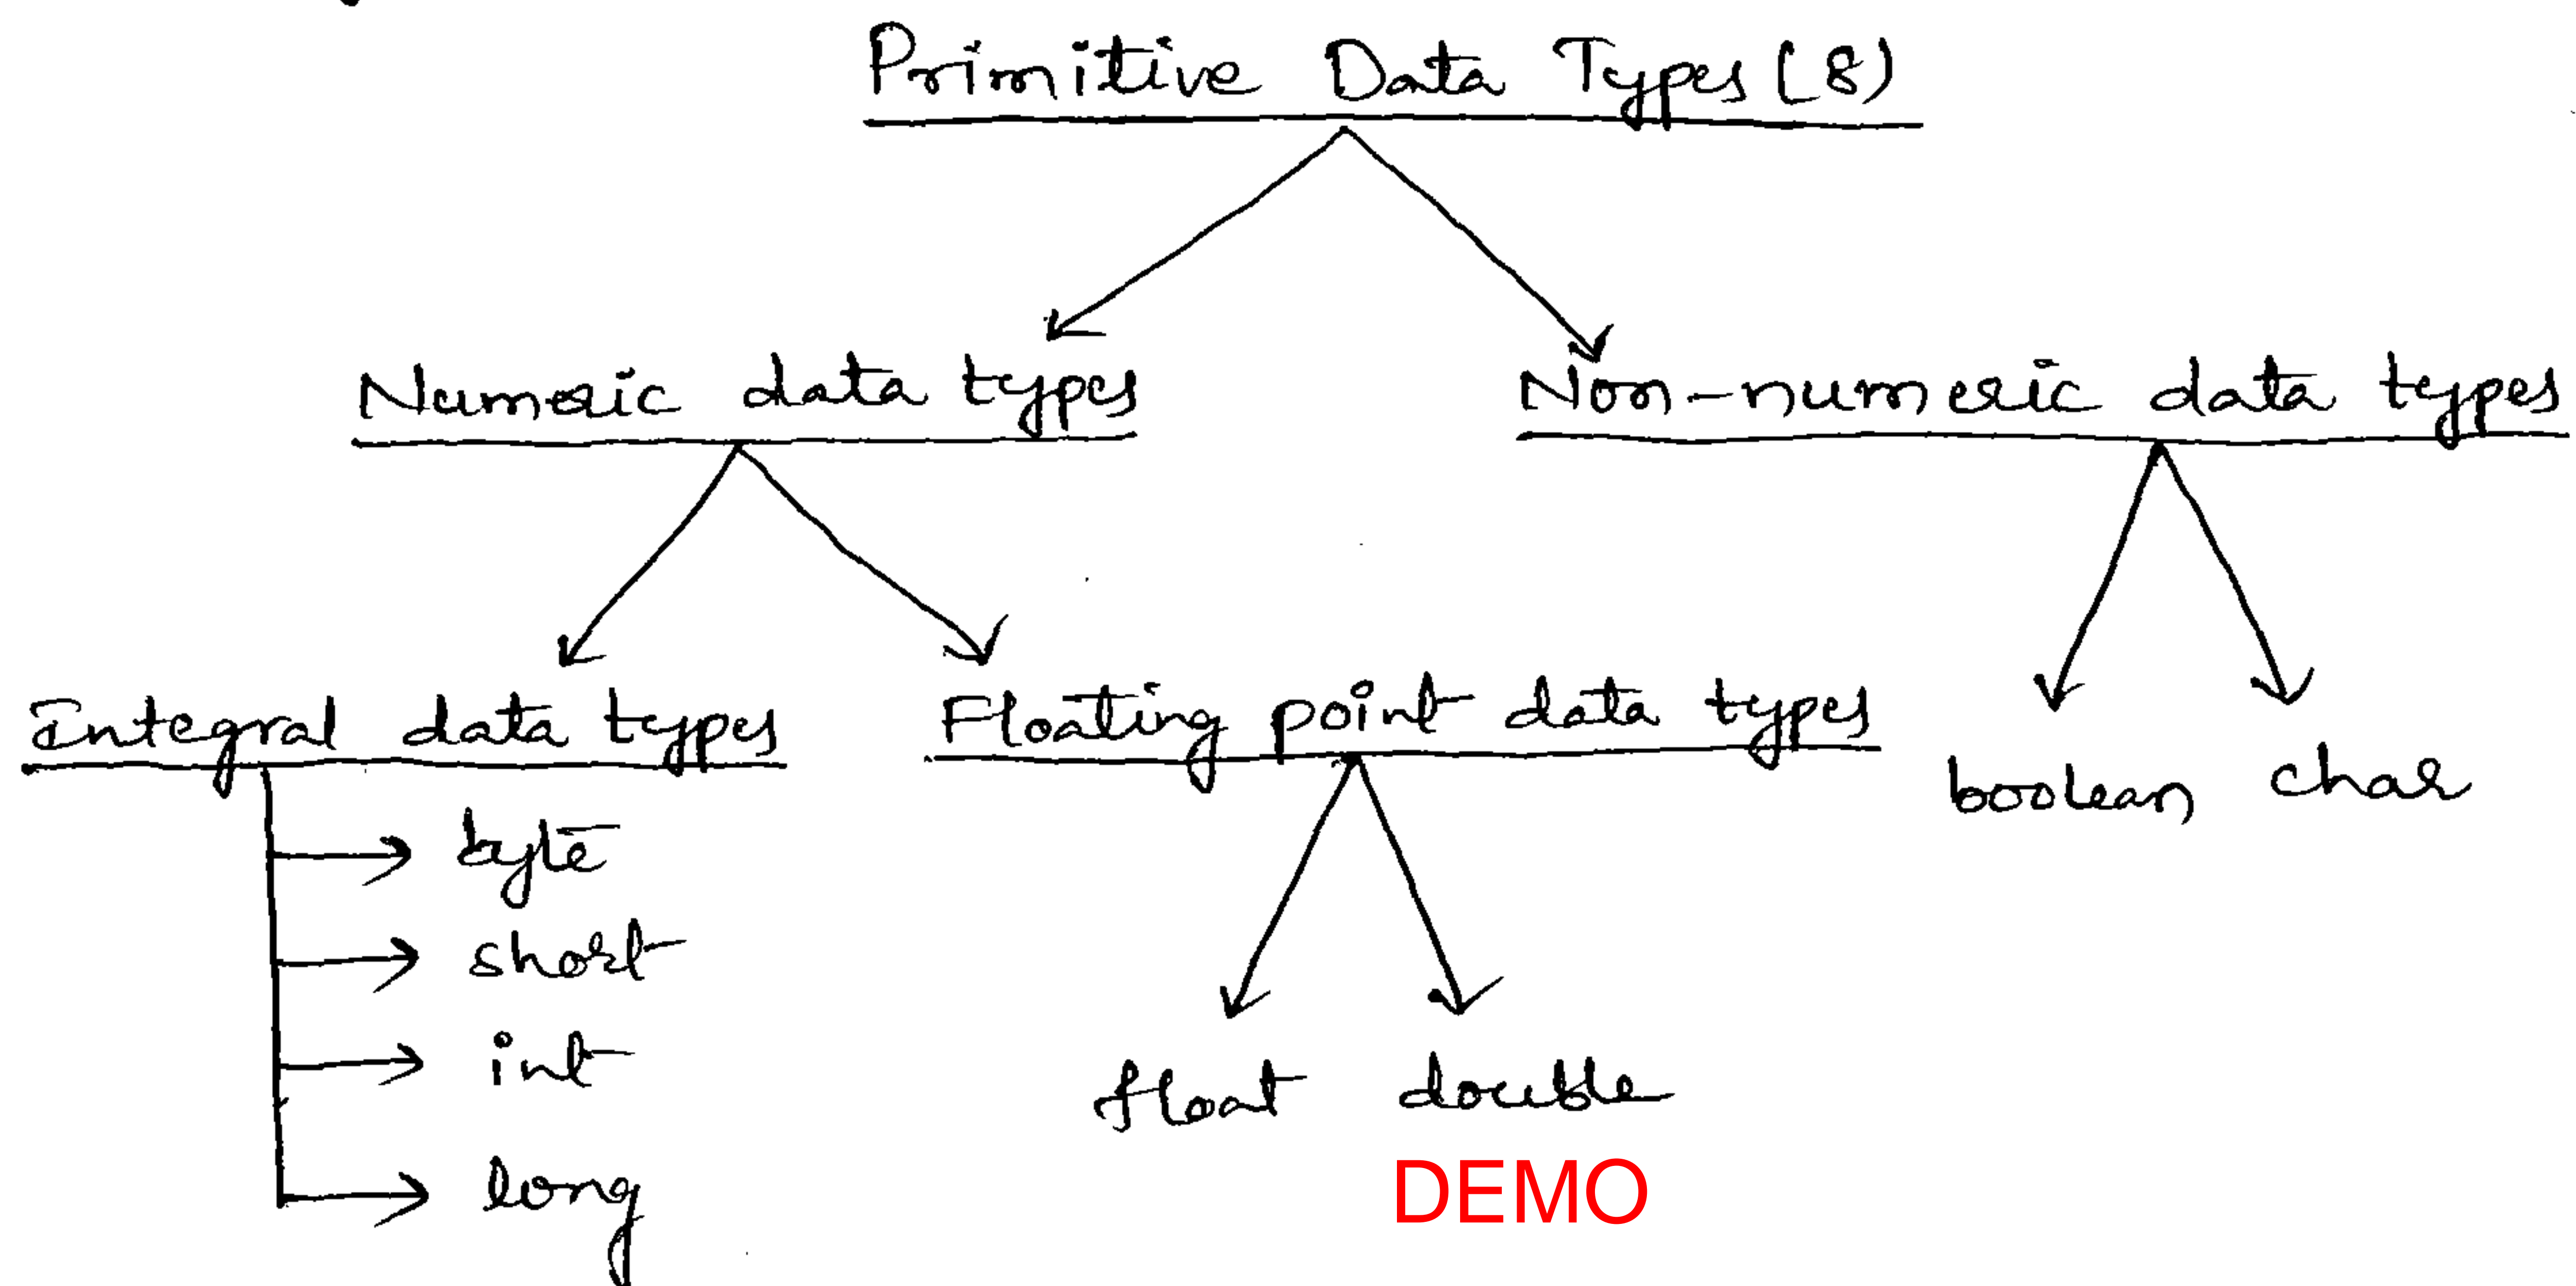 Primitive Data Types (8)
Numeric data types
Non-numeric data types
Integral data types
Floating point data types
boolean
char
byte
short
int
long
float
double
DEMO